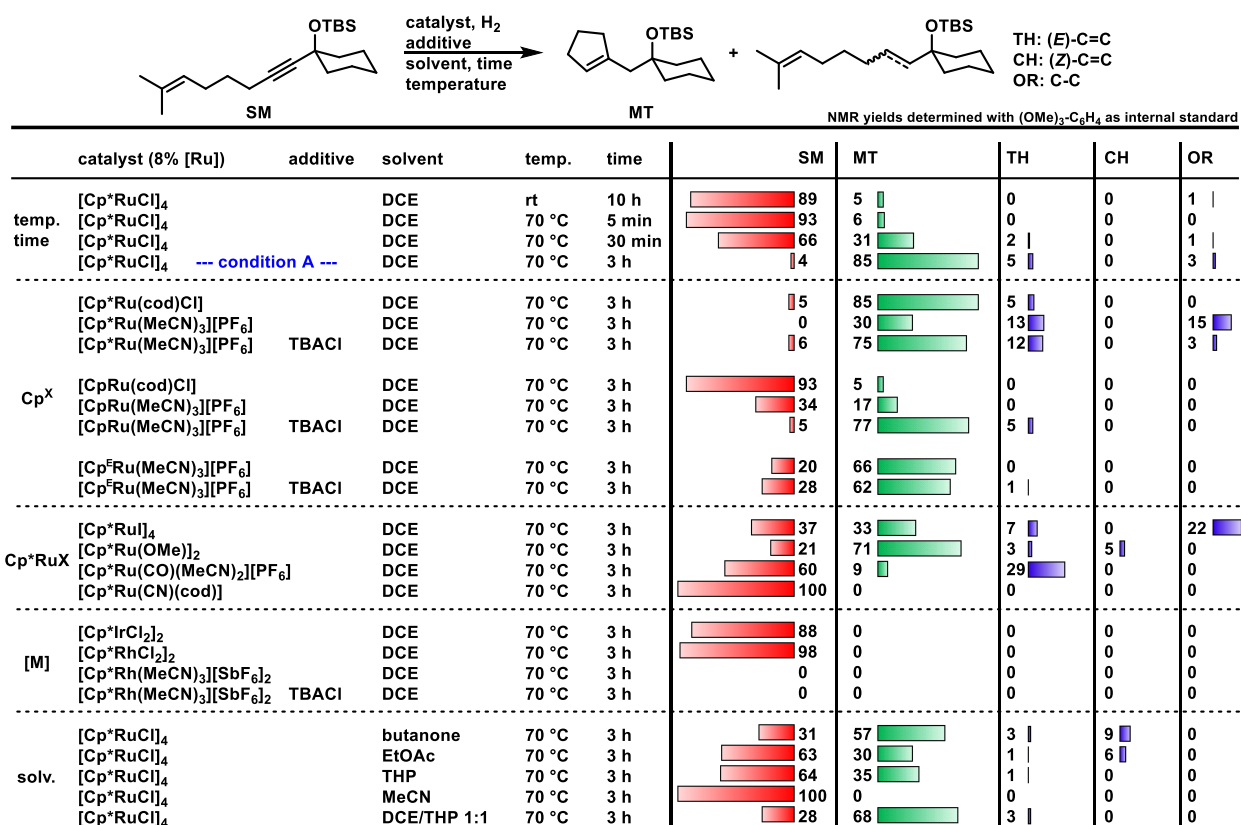 OTBS
catalyst, H2
additive
solvent, time
temperature
OTBS
+
OTBS
TH: (E)-C=C
CH: (Z)-C=C
OR: C-C
SM
MT
NMR yields determined with (OMe)3-C6H4 as internal standard
catalyst (8% [Ru]) additive solvent temp. time SM MT TH CH OR
temp. time
[Cp*RuCl]4 DCE rt 10 h 89 5 0 0 1
[Cp*RuCl]4 DCE 70 °C 5 min 93 6 0 0 0
[Cp*RuCl]4 DCE 70 °C 30 min 66 31 2 0 1
[Cp*RuCl]4 --- condition A --- DCE 70 °C 3 h 4 85 5 0 3
CpX
[Cp*Ru(cod)Cl] DCE 70 °C 3 h 5 85 5 0 0
[Cp*Ru(MeCN)3][PF6] DCE 70 °C 3 h 0 30 13 0 15
[Cp*Ru(MeCN)3][PF6] TBACl DCE 70 °C 3 h 6 75 12 0 3
[CpRu(cod)Cl] DCE 70 °C 3 h 93 5 0 0 0
[CpRu(MeCN)3][PF6] DCE 70 °C 3 h 34 17 0 0 0
[CpRu(MeCN)3][PF6] TBACl DCE 70 °C 3 h 5 77 5 0 0
[CpERu(MeCN)3][PF6] DCE 70 °C 3 h 20 66 0 0 0
[CpERu(MeCN)3][PF6] TBACl DCE 70 °C 3 h 28 62 1 0 0
Cp*RuX
[Cp*RuI]4 DCE 70 °C 3 h 37 33 7 0 22
[Cp*Ru(OMe)]2 DCE 70 °C 3 h 21 71 3 5 0
[Cp*Ru(CO)(MeCN)2][PF6] DCE 70 °C 3 h 60 9 29 0 0
[Cp*Ru(CN)(cod)] DCE 70 °C 3 h 100 0 0 0 0
[M]
[Cp*IrCl2]2 DCE 70 °C 3 h 88 0 0 0 0
[Cp*RhCl2]2 DCE 70 °C 3 h 98 0 0 0 0
[Cp*Rh(MeCN)3][SbF6]2 DCE 70 °C 3 h 0 0 0 0 0
[Cp*Rh(MeCN)3][SbF6]2 TBACl DCE 70 °C 3 h 0 0 0 0 0
solv.
[Cp*RuCl]4 butanone 70 °C 3 h 31 57 3 9 0
[Cp*RuCl]4 EtOAc 70 °C 3 h 63 30 1 6 0
[Cp*RuCl]4 THP 70 °C 3 h 64 35 1 0 0
[Cp*RuCl]4 MeCN 70 °C 3 h 100 0 0 0 0
[Cp*RuCl]4 DCE/THP 1:1 70 °C 3 h 28 68 3 0 0